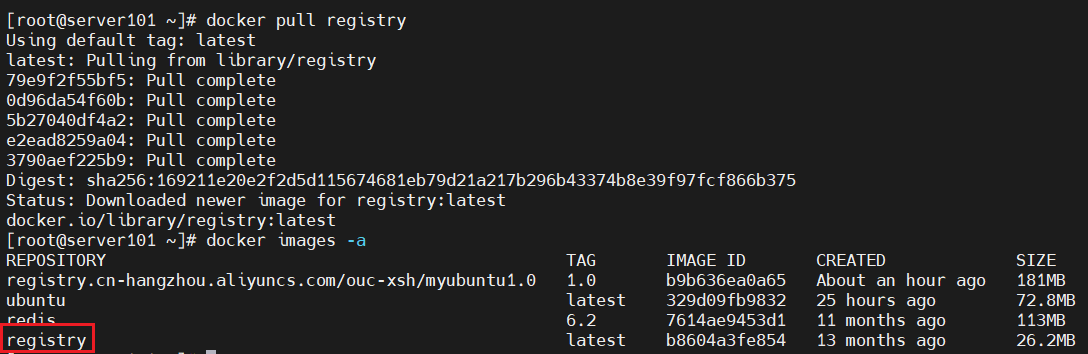 [root@server101 ~]# docker pull registry
Using default tag: latest
latest: Pulling from library/registry
79e9f2f55bf5: Pull complete
0d96da54f60b: Pull complete
5b27040df4a2: Pull complete
e2ead8259a04: Pull complete
3790aef225b9: Pull complete
Digest: sha256:169211e20e2f2d5d115674681eb79d21a217b296b43374b8e39f97fcf866b375
Status: Downloaded newer image for registry:latest
docker.io/library/registry:latest
[root@server101 ~]# docker images -a
REPOSITORY TAG IMAGE ID CREATED SIZE
registry.cn-hangzhou.aliyuncs.com/ouc-xsh/myubuntu1.0 1.0 b9b636ea0a65 About an hour ago 181MB
ubuntu latest 329d09fb9832 25 hours ago 72.8MB
redis 6.2 7614ae9453d1 11 months ago 113MB
registry latest b8604a3fe854 13 months ago 26.2MB